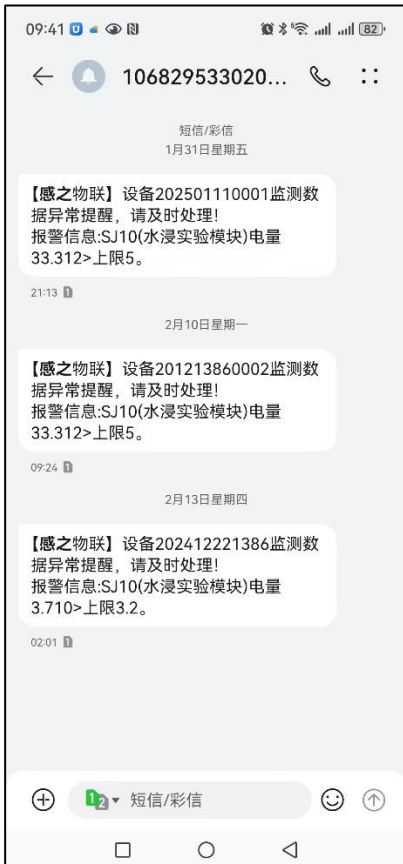 09:41
82
106829533020...
短信/彩信
1月31日星期五
【感之物联】设备202501110001监测数
据异常提醒，请及时处理！
报警信息:SJ10(水浸实验模块)电量
33.312>上限5。
21:13 1
2月10日星期一
【感之物联】设备201213860002监测数
据异常提醒，请及时处理！
报警信息:SJ10(水浸实验模块)电量
33.312>上限5。
09:24 1
2月13日星期四
【感之物联】设备202412221386监测数
据异常提醒，请及时处理！
报警信息:SJ10(水浸实验模块)电量
3.710>上限3.2。
02:01 1
1 2 短信/彩信